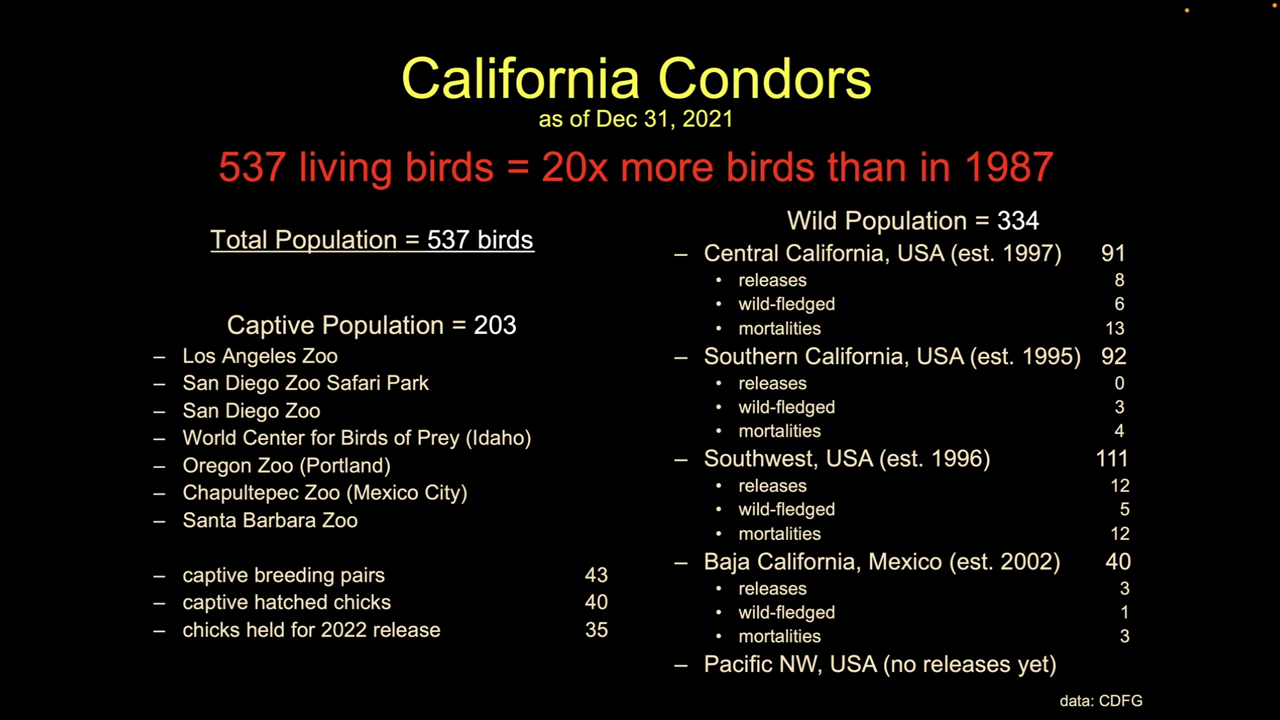 California Condors
as of Dec 31, 2021
537 living birds = 20x more birds than in 1987
Total Population = 537 birds
Captive Population = 203
– Los Angeles Zoo
– San Diego Zoo Safari Park
– San Diego Zoo
– World Center for Birds of Prey (Idaho)
– Oregon Zoo (Portland)
– Chapultepec Zoo (Mexico City)
– Santa Barbara Zoo
– captive breeding pairs 43
– captive hatched chicks 40
– chicks held for 2022 release 35
Wild Population = 334
– Central California, USA (est. 1997) 91
• releases 8
• wild-fledged 6
• mortalities 13
– Southern California, USA (est. 1995) 92
• releases 0
• wild-fledged 3
• mortalities 4
– Southwest, USA (est. 1996) 111
• releases 12
• wild-fledged 5
• mortalities 12
– Baja California, Mexico (est. 2002) 40
• releases 3
• wild-fledged 1
• mortalities 3
– Pacific NW, USA (no releases yet)
data: CDFG